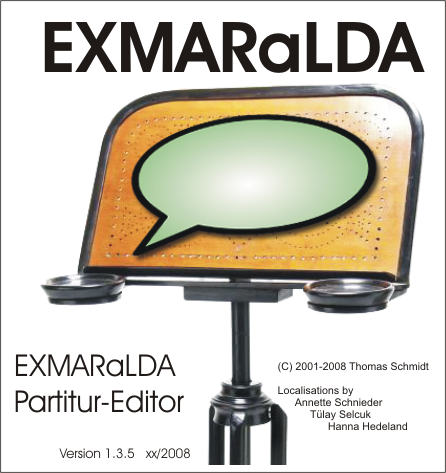 EXMARaLDA
EXMARaLDA
Partitur-Editor
(C) 2001-2008 Thomas Schmidt
Localisations by
Annette Schnieder
Tülay Selcuk
Hanna Hedeland
Version 1.3.5 xx/2008